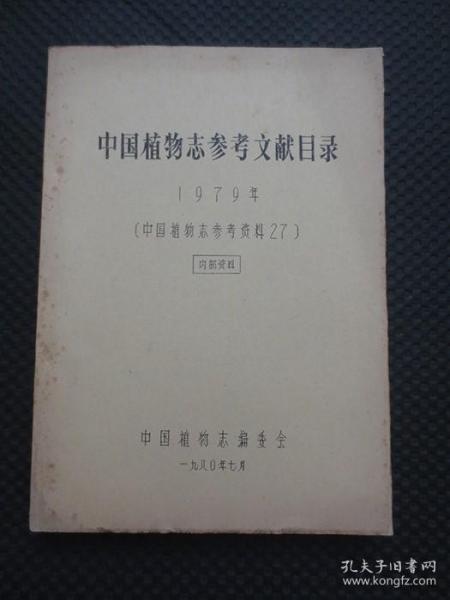 中国植物志参考文献目录
1979年
(中国植物志参考资料27)
内部资料
中国植物志编委会
一九八〇年七月
孔夫子旧书网
www.kongfz.com